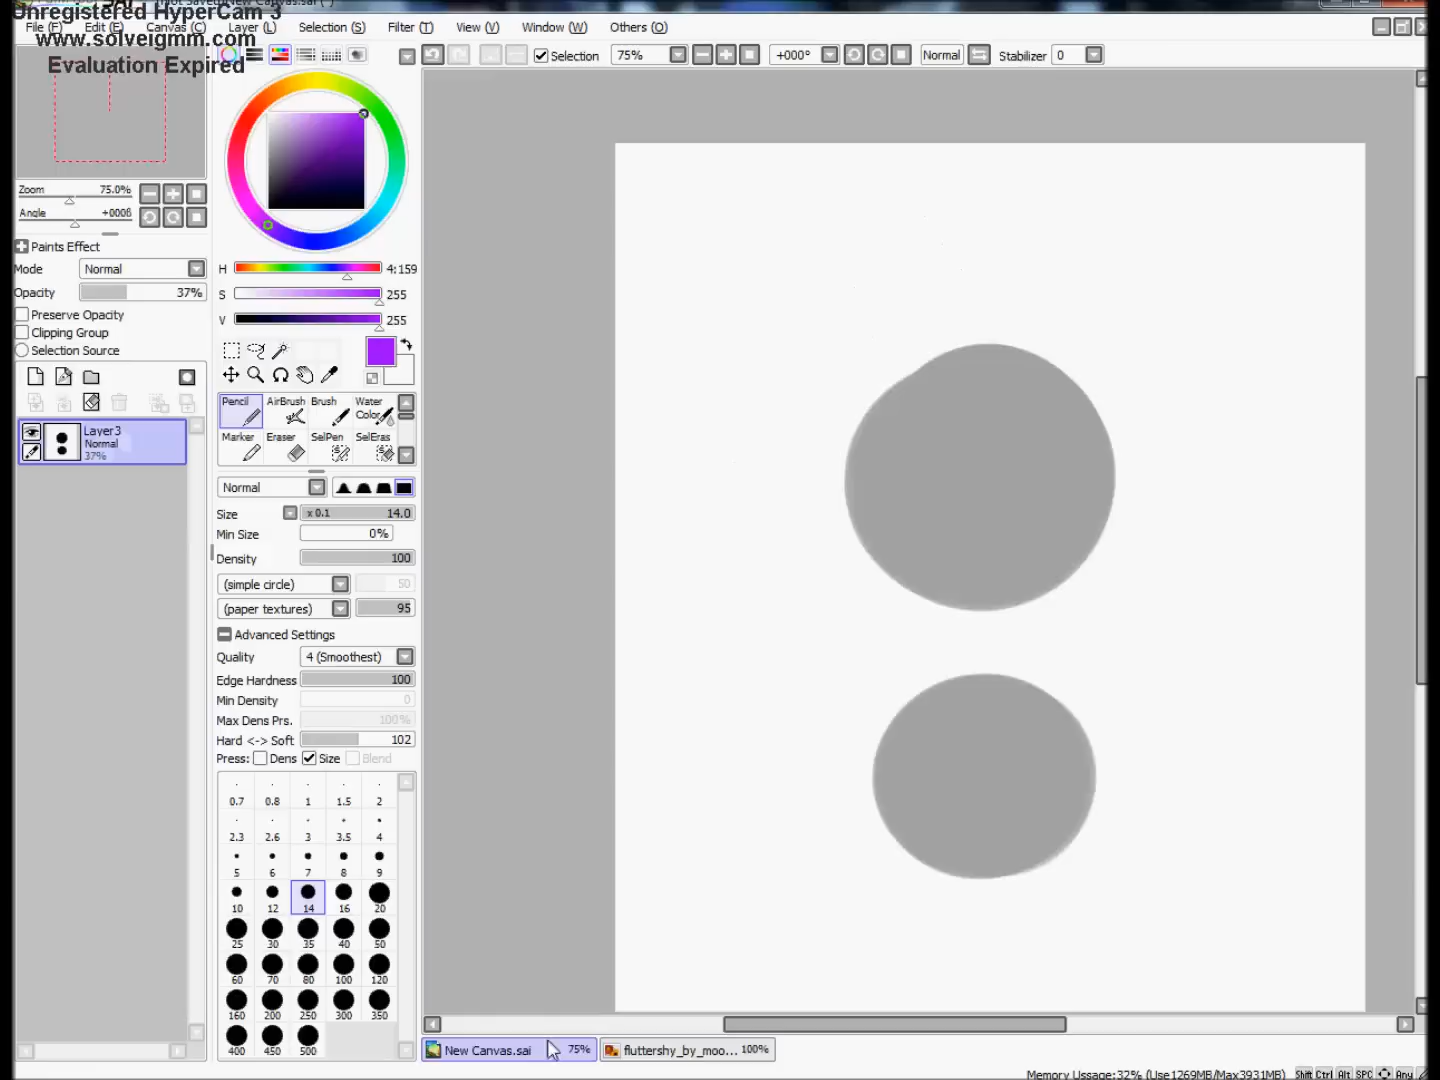 Unregistered HyperCam 3
www.solveigmm.com
Evaluation Expired
File (F) Edit (E) Canvas (C) Layer (L) Selection (S) Filter (T) View (V) Window (W) Others (O)
Selection 75% +000° Normal Stabilizer 0
Zoom 75.0%
Angle +000ß
Paints Effect
Mode Normal
Opacity 37%
Preserve Opacity
Clipping Group
Selection Source
Layer3
Normal
37%
H 4:159
S 255
V 255
Pencil AirBrush Brush Water Color
Marker Eraser SelPen SelEras
Normal
Size x 0.1 14.0
Min Size 0%
Density 100
(simple circle) 50
(paper textures) 95
Advanced Settings
Quality 4 (Smoothest)
Edge Hardness 100
Min Density 0
Max Dens Prs. 100%
Hard <-> Soft 102
Press: Dens Size Blend
0.7 0.8 1 1.5 2
2.3 2.6 3 3.5 4
5 6 7 8 9
10 12 14 16 20
25 30 35 40 50
60 70 80 100 120
160 200 250 300 350
400 450 500
New Canvas.sai 75% fluttershy_by_moo... 100%
Memory Ussage:32% (Use1269MB/Max3931MB) Shift Ctrl Alt SPC Any